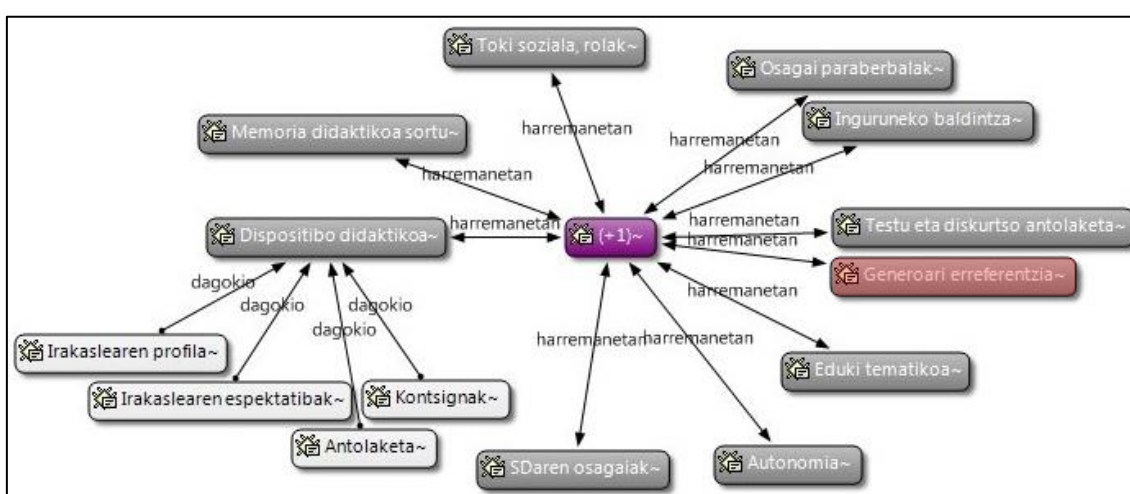 Toki soziala, rolak~
Osagai paraberbalak~
Inguruneko baldintza~
Memoria didaktikoa sortu~
harremanetan
harremanetan
harremanetan
harremanetan
Dispositibo didaktikoa~
harremanetan
(+1)~
harremanetan
Testu eta diskurtso antolaketa~
harremanetan
Generoari erreferentzia~
dagokio
dagokio
dagokio
dagokio
harremanetan
harremanetan
harremanetan
Irakaslearen profila~
Irakaslearen espektatibak~
Kontsignak~
Eduki tematikoa~
Antolaketa~
SDaren osagaiak~
Autonomia~